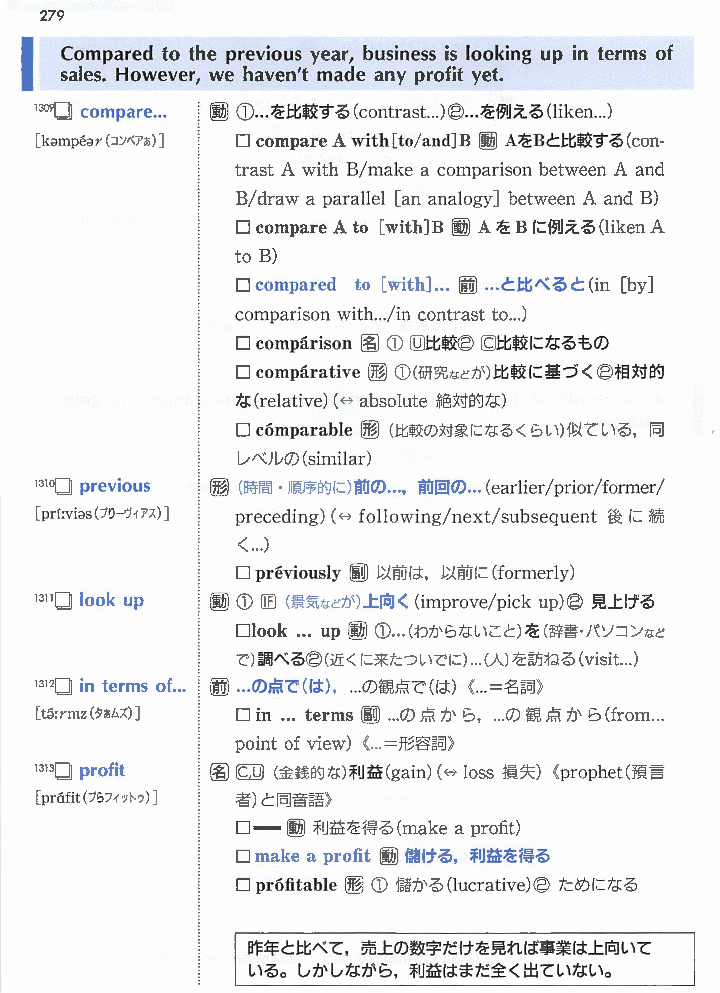 279
Compared to the previous year, business is looking up in terms of
sales. However, we haven't made any profit yet.
1309 □ compare...
[kəmpéər (コンペアぁ)]
動 ①...を比較する(contrast...)②...を例える(liken...)
□ compare A with[to/and]B 動 AをBと比較する(con-
trast A with B/make a comparison between A and
B/draw a parallel [an analogy] between A and B)
□ compare A to [with]B 動 A を B に例える(liken A
to B)
□ compared to [with]... 前 ...と比べると(in [by]
comparison with.../in contrast to...)
□ compárison 名 ① U比較② C比較になるもの
□ compárative 形 ①(研究などが)比較に基づく②相対的
な(relative) (↔ absolute 絶対的な)
□ cómparable 形 (比較の対象になるくらい)似ている, 同
レベルの(similar)
1310 □ previous
[príːviəs(プりーヴィアス)]
形 (時間・順序的に)前の..., 前回の...(earlier/prior/former/
preceding) (↔ following/next/subsequent 後に続
く...)
□ préviously 副 以前は, 以前に(formerly)
1311 □ look up
動 ① IF (景気などが)上向く(improve/pick up)② 見上げる
□look ... up 動 ①...(わからないこと)を(辞書・パソコンなど
で)調べる②(近くに来たついでに)...(人)を訪ねる(visit...)
1312 □ in terms of...
[tə́ːrmz(タぁムズ)]
前 ...の点で(は), ...の観点で(は)《...=名詞》
□ in ... terms 副 ...の点から, ...の観点から(from...
point of view)《...=形容詞》
1313 □ profit
[práfit(プらフィットゥ)]
名 C,U (金銭的な)利益(gain) (↔ loss 損失)《prophet(預言
者)と同音語》
□━ 動 利益を得る(make a profit)
□ make a profit 動 儲ける, 利益を得る
□ prófitable 形 ① 儲かる(lucrative)② ためになる
昨年と比べて, 売上の数字だけを見れば事業は上向いて
いる。しかしながら, 利益はまだ全く出ていない。